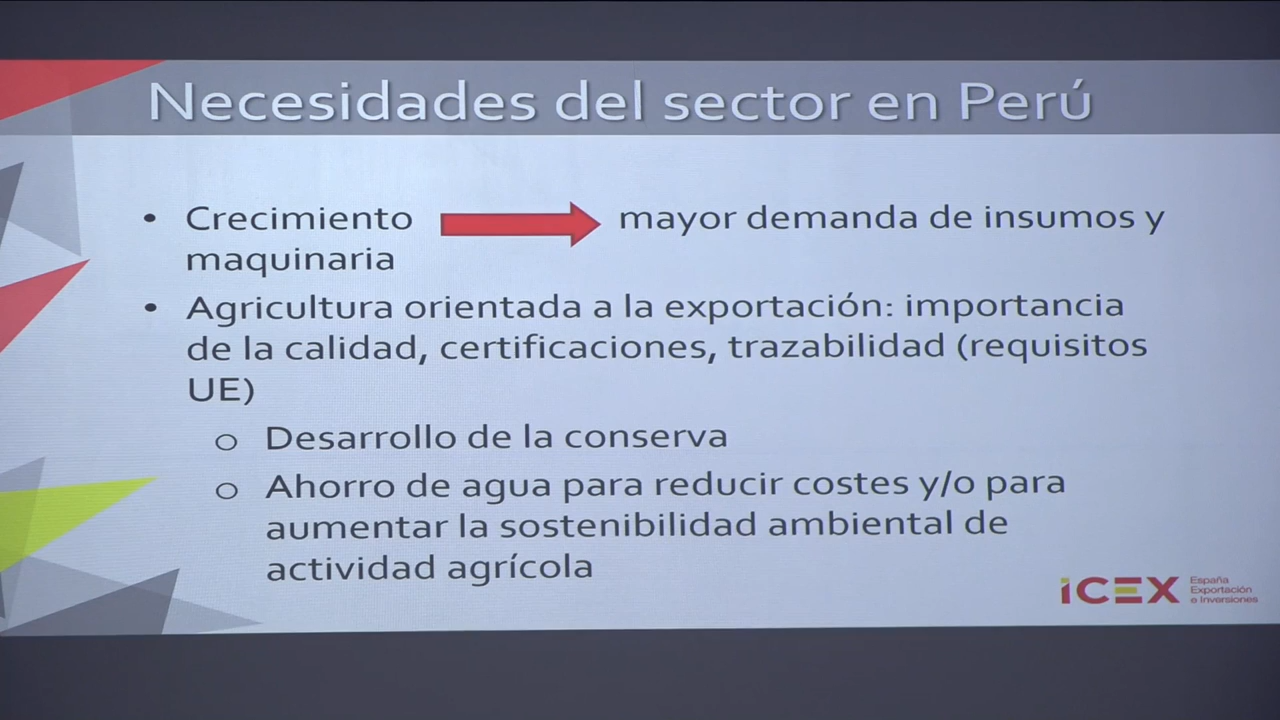 Necesidades del sector en Perú
• Crecimiento mayor demanda de insumos y
maquinaria
• Agricultura orientada a la exportación: importancia
de la calidad, certificaciones, trazabilidad (requisitos
UE)
o Desarrollo de la conserva
o Ahorro de agua para reducir costes y/o para
aumentar la sostenibilidad ambiental de
actividad agrícola
icex España
Exportación
e Inversiones